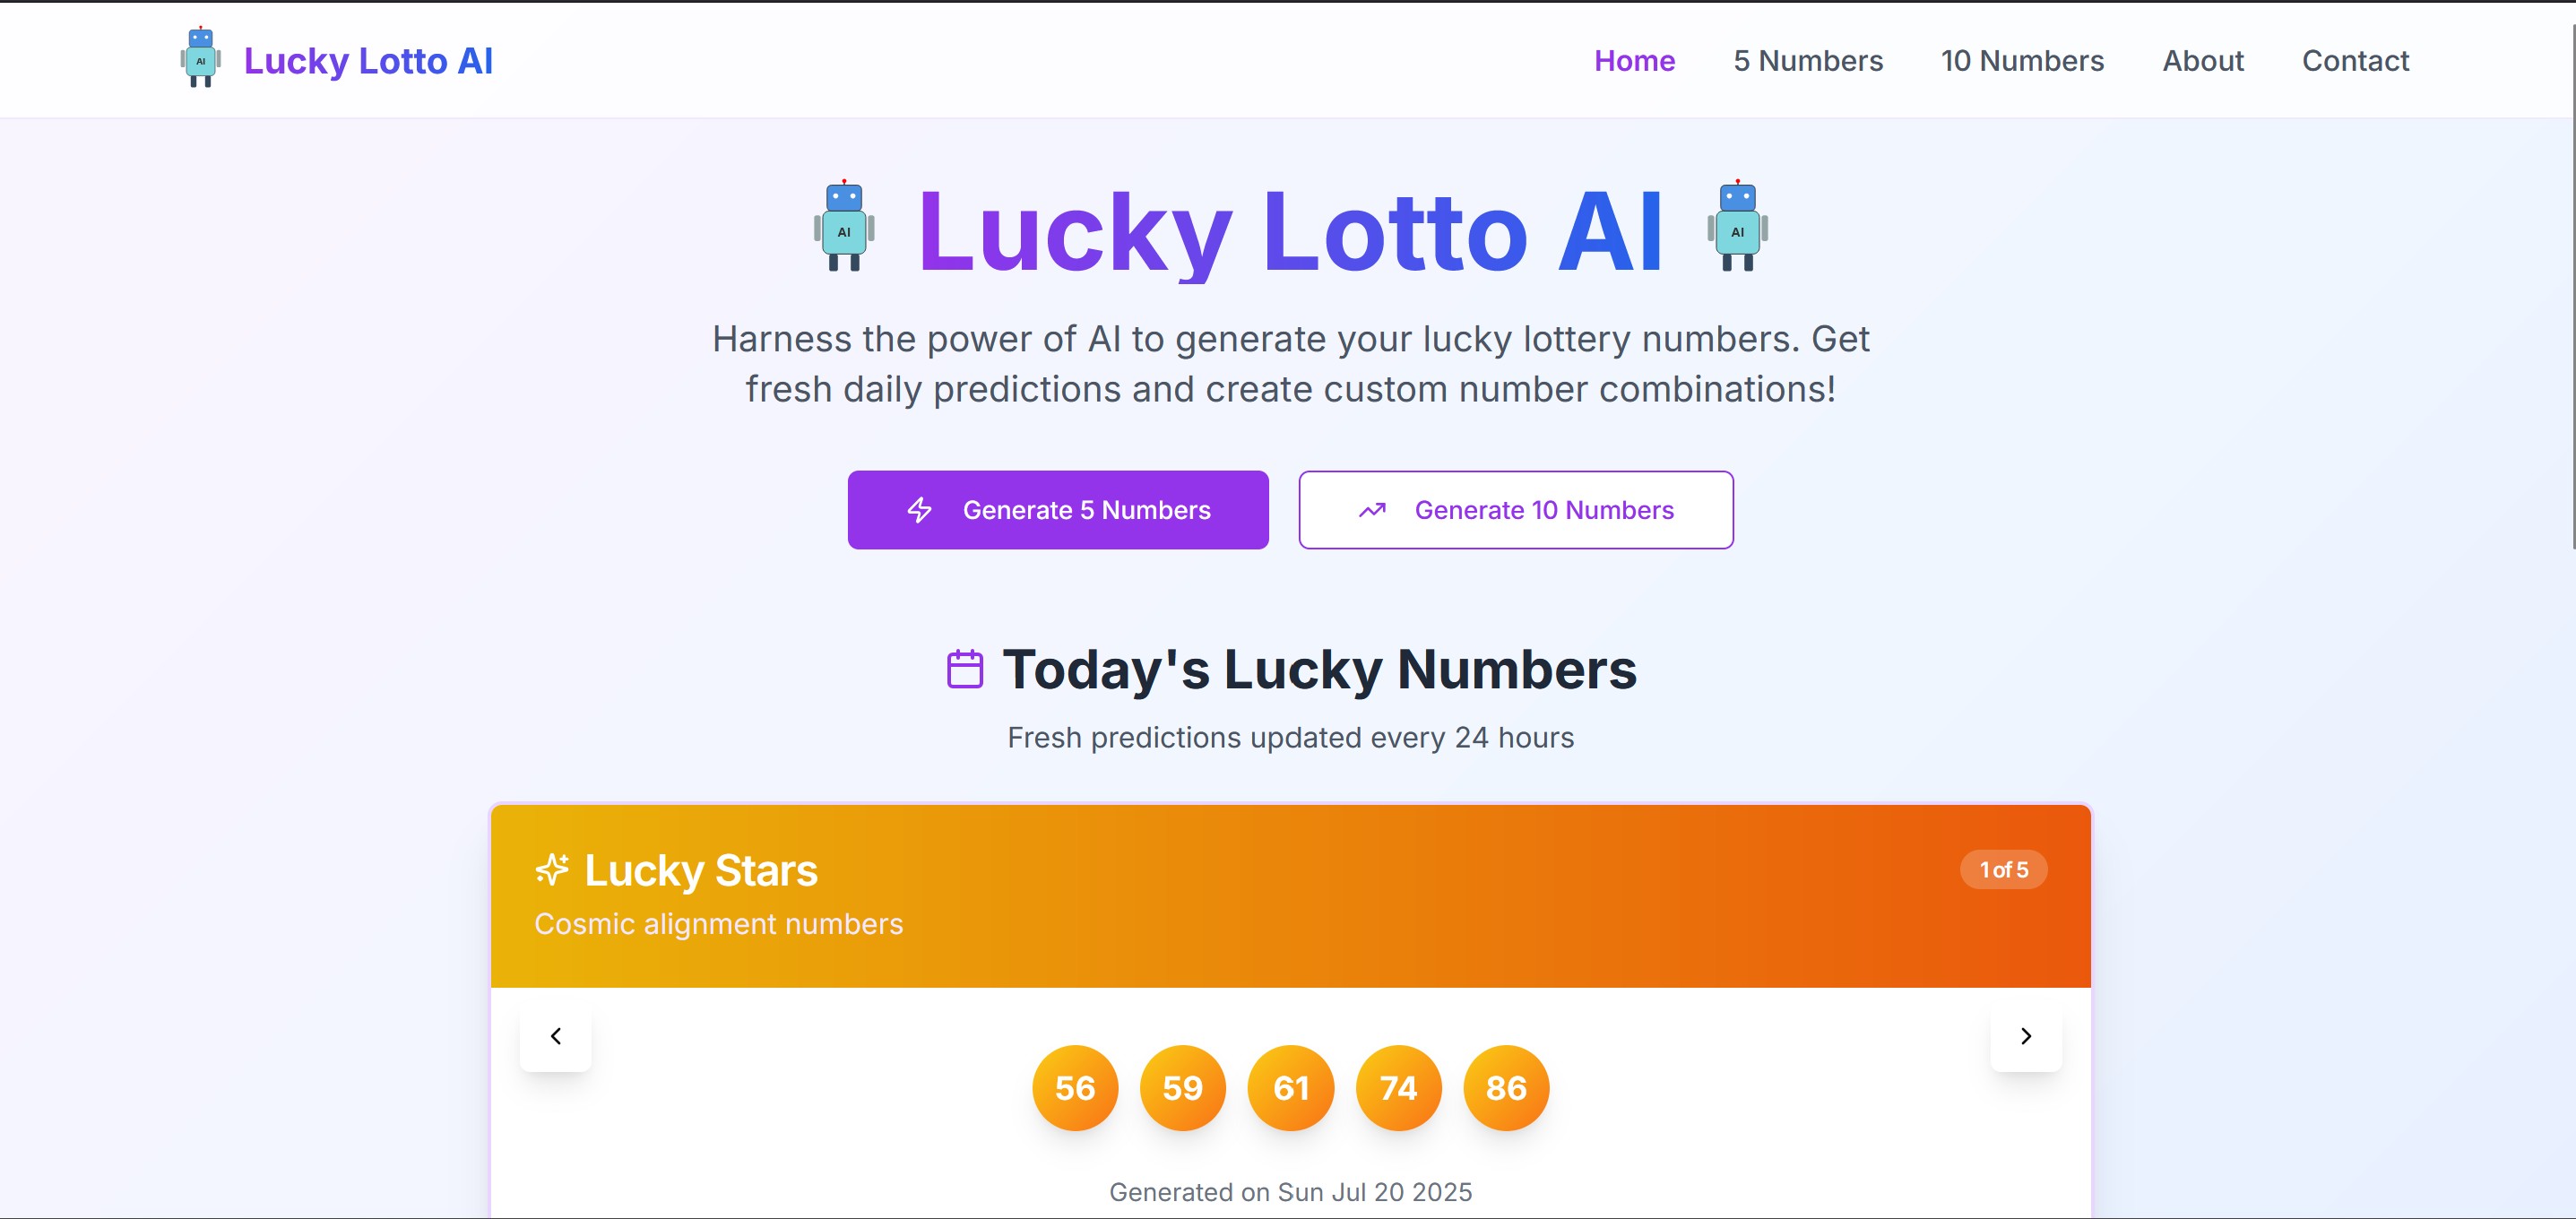 AI
Lucky Lotto AI
Home
5 Numbers
10 Numbers
About
Contact
AI
Lucky Lotto AI
AI
Harness the power of AI to generate your lucky lottery numbers. Get
fresh daily predictions and create custom number combinations!
Generate 5 Numbers
Generate 10 Numbers
Today's Lucky Numbers
Fresh predictions updated every 24 hours
Lucky Stars
1 of 5
Cosmic alignment numbers
56 59 61 74 86
Generated on Sun Jul 20 2025